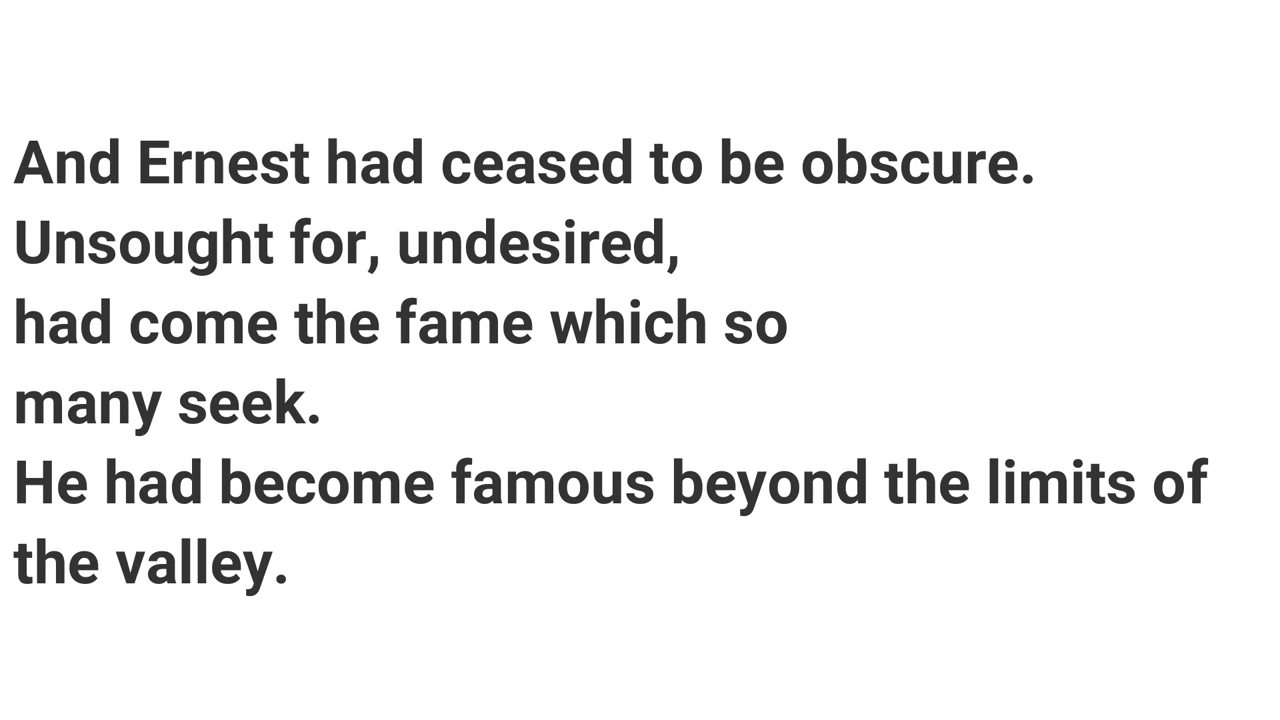 And Ernest had ceased to be obscure.
Unsought for, undesired,
had come the fame which so
many seek.
He had become famous beyond the limits of
the valley.